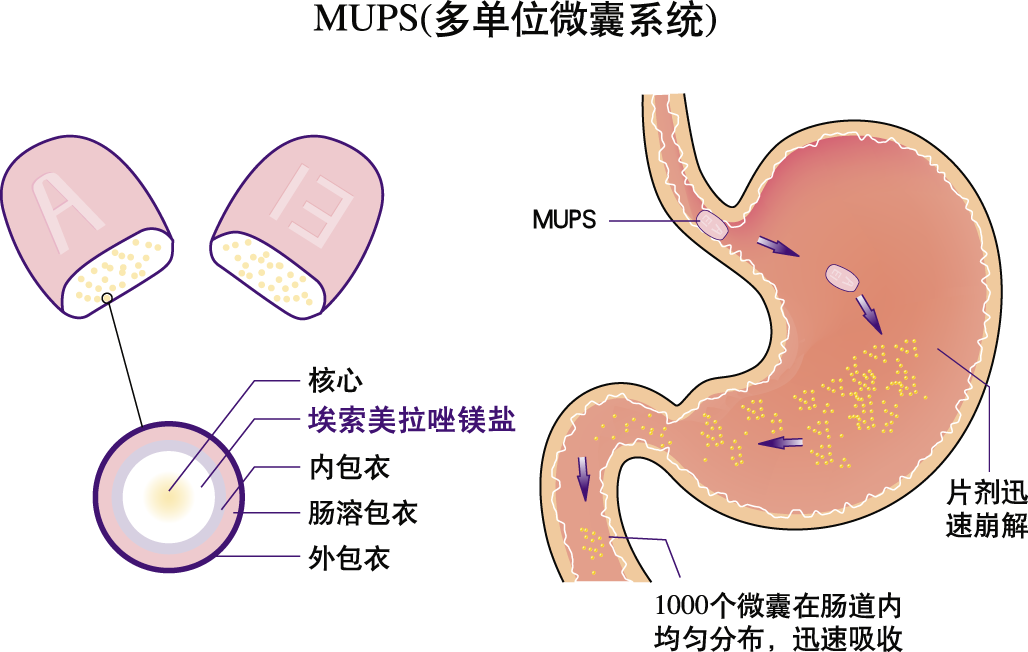 MUPS(多单位微囊系统)
MUPS
核心
埃索美拉唑镁盐
内包衣
肠溶包衣
外包衣
片剂迅
速崩解
1000个微囊在肠道内
均匀分布，迅速吸收